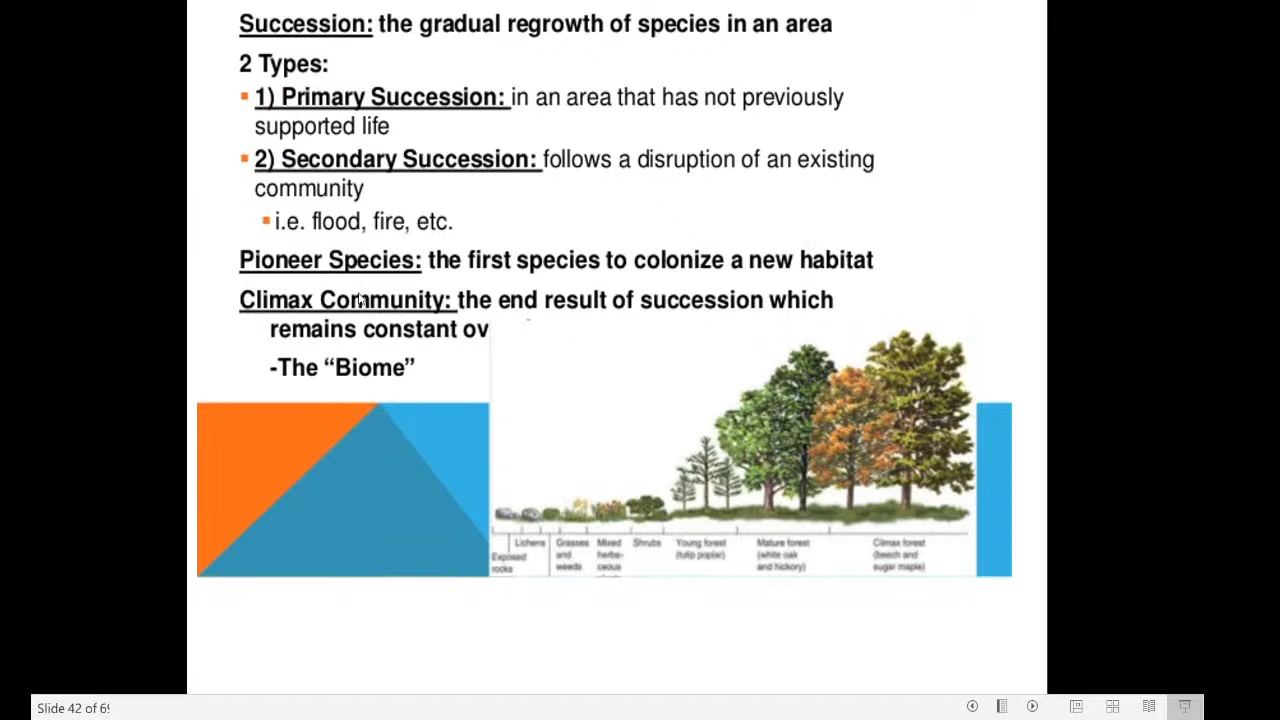 Succession: the gradual regrowth of species in an area
2 Types:
1) Primary Succession: in an area that has not previously
supported life
2) Secondary Succession: follows a disruption of an existing
community
i.e. flood, fire, etc.
Pioneer Species: the first species to colonize a new habitat
Climax Community: the end result of succession which
remains constant ov
-The “Biome”
Exposed
rocks
Lichens
Grasses
and
weeds
Mixed
herba-
ceous
Shrubs
Young forest
(tulip poplar)
Mature forest
(white oak
and hickory)
Climax forest
(beech and
sugar maple)
Slide 42 of 69